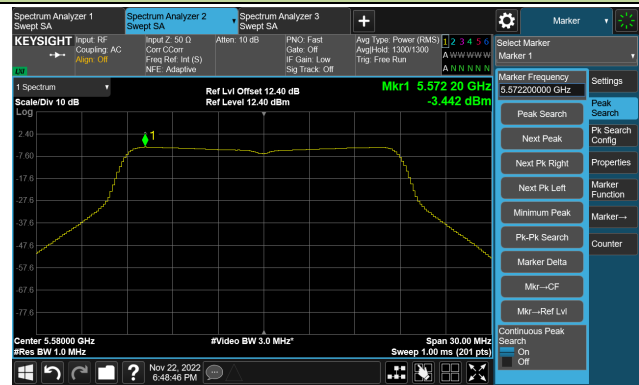 Spectrum Analyzer 1
Swept SA
Spectrum Analyzer 2
Swept SA
Spectrum Analyzer 3
Swept SA
Marker
KEYSIGHT
Input: RF
Coupling: AC
Align: Off
Input Z: 50 Ω
Corr CCorr
Freq Ref: Int (S)
NFE: Adaptive
Atten: 10 dB
PNO: Fast
Gate: Off
IF Gain: Low
Sig Track: Off
Avg Type: Power (RMS)
Avg|Hold: 1300/1300
Trig: Free Run
1 2 3 4 5 6
A W W W W W
A N N N N N
Select Marker
Marker 1
1 Spectrum
Scale/Div 10 dB
Log
Ref Lvl Offset 12.40 dB
Ref Level 12.40 dBm
Mkr1 5.572 20 GHz
-3.442 dBm
2.40
-7.60
-17.6
-27.6
-37.6
-47.6
-57.6
-67.6
-77.6
1
Center 5.58000 GHz
#Res BW 1.0 MHz
#Video BW 3.0 MHz*
Span 30.00 MHz
Sweep 1.00 ms (201 pts)
Marker Frequency
5.572200000 GHz
Peak Search
Next Peak
Next Pk Right
Next Pk Left
Minimum Peak
Pk-Pk Search
Marker Delta
Mkr→CF
Mkr→Ref Lvl
Continuous Peak
Search
On
Off
Settings
Peak
Search
Pk Search
Config
Properties
Marker
Function
Marker→
Counter
Nov 22, 2022
6:48:46 PM